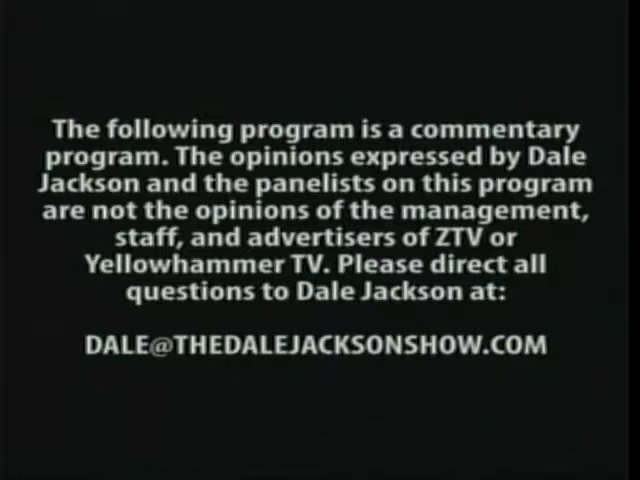 The following program is a commentary
program. The opinions expressed by Dale
Jackson and the panelists on this program
are not the opinions of the management,
staff, and advertisers of ZTV or
Yellowhammer TV. Please direct all
questions to Dale Jackson at:
DALE@THEDALEJACKSONSHOW.COM